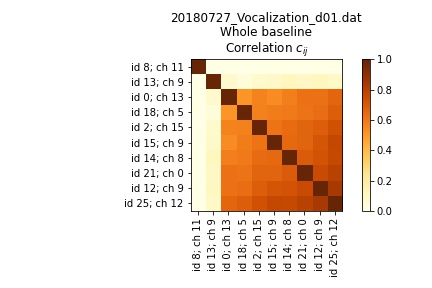 20180727_Vocalization_d01.dat
Whole baseline
Correlation c_ij
id 8; ch 11
id 13; ch 9
id 0; ch 13
id 18; ch 5
id 2; ch 15
id 15; ch 9
id 14; ch 8
id 21; ch 0
id 12; ch 9
id 25; ch 12
id 8; ch 11
id 13; ch 9
id 0; ch 13
id 18; ch 5
id 2; ch 15
id 15; ch 9
id 14; ch 8
id 21; ch 0
id 12; ch 9
id 25; ch 12
1.0
0.8
0.6
0.4
0.2
0.0